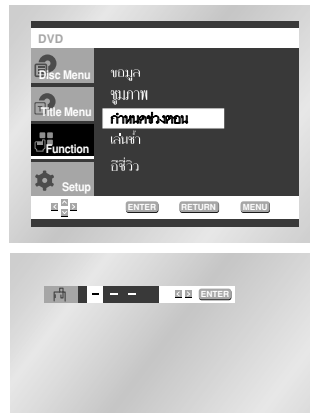 DVD
Disc Menu
Title Menu
Function
Setup
ขอมูล
ซูมภาพ
กำหนดช่วงตอน
เล่นซ้ำ
อีซี่วิว
ENTER RETURN MENU
- - - ENTER